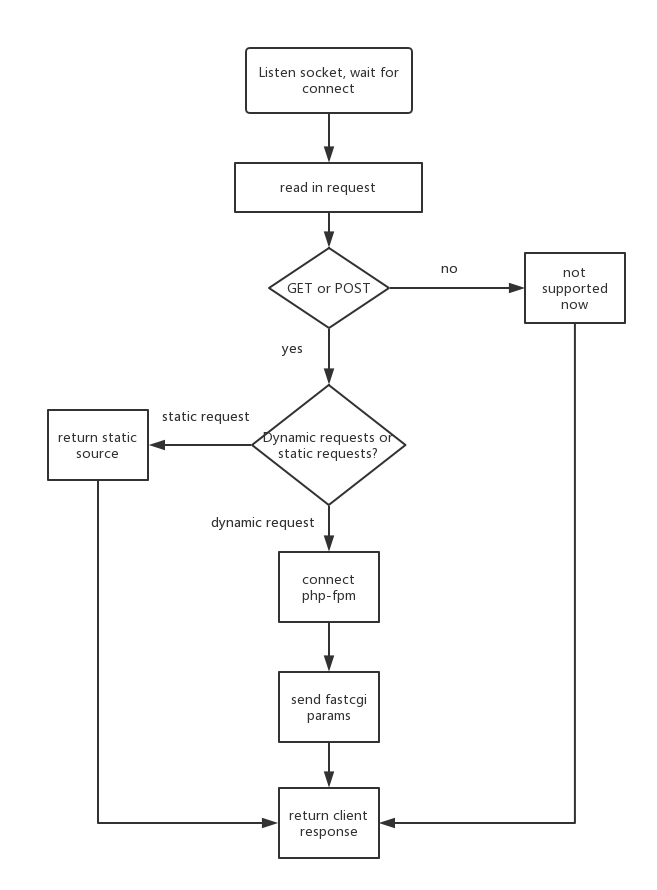 Listen socket, wait for
connect
read in request
GET or POST
no
not
supported
now
yes
static request
return static
source
Dynamic requests or
static requests?
dynamic request
connect
php-fpm
send fastcgi
params
return client
response